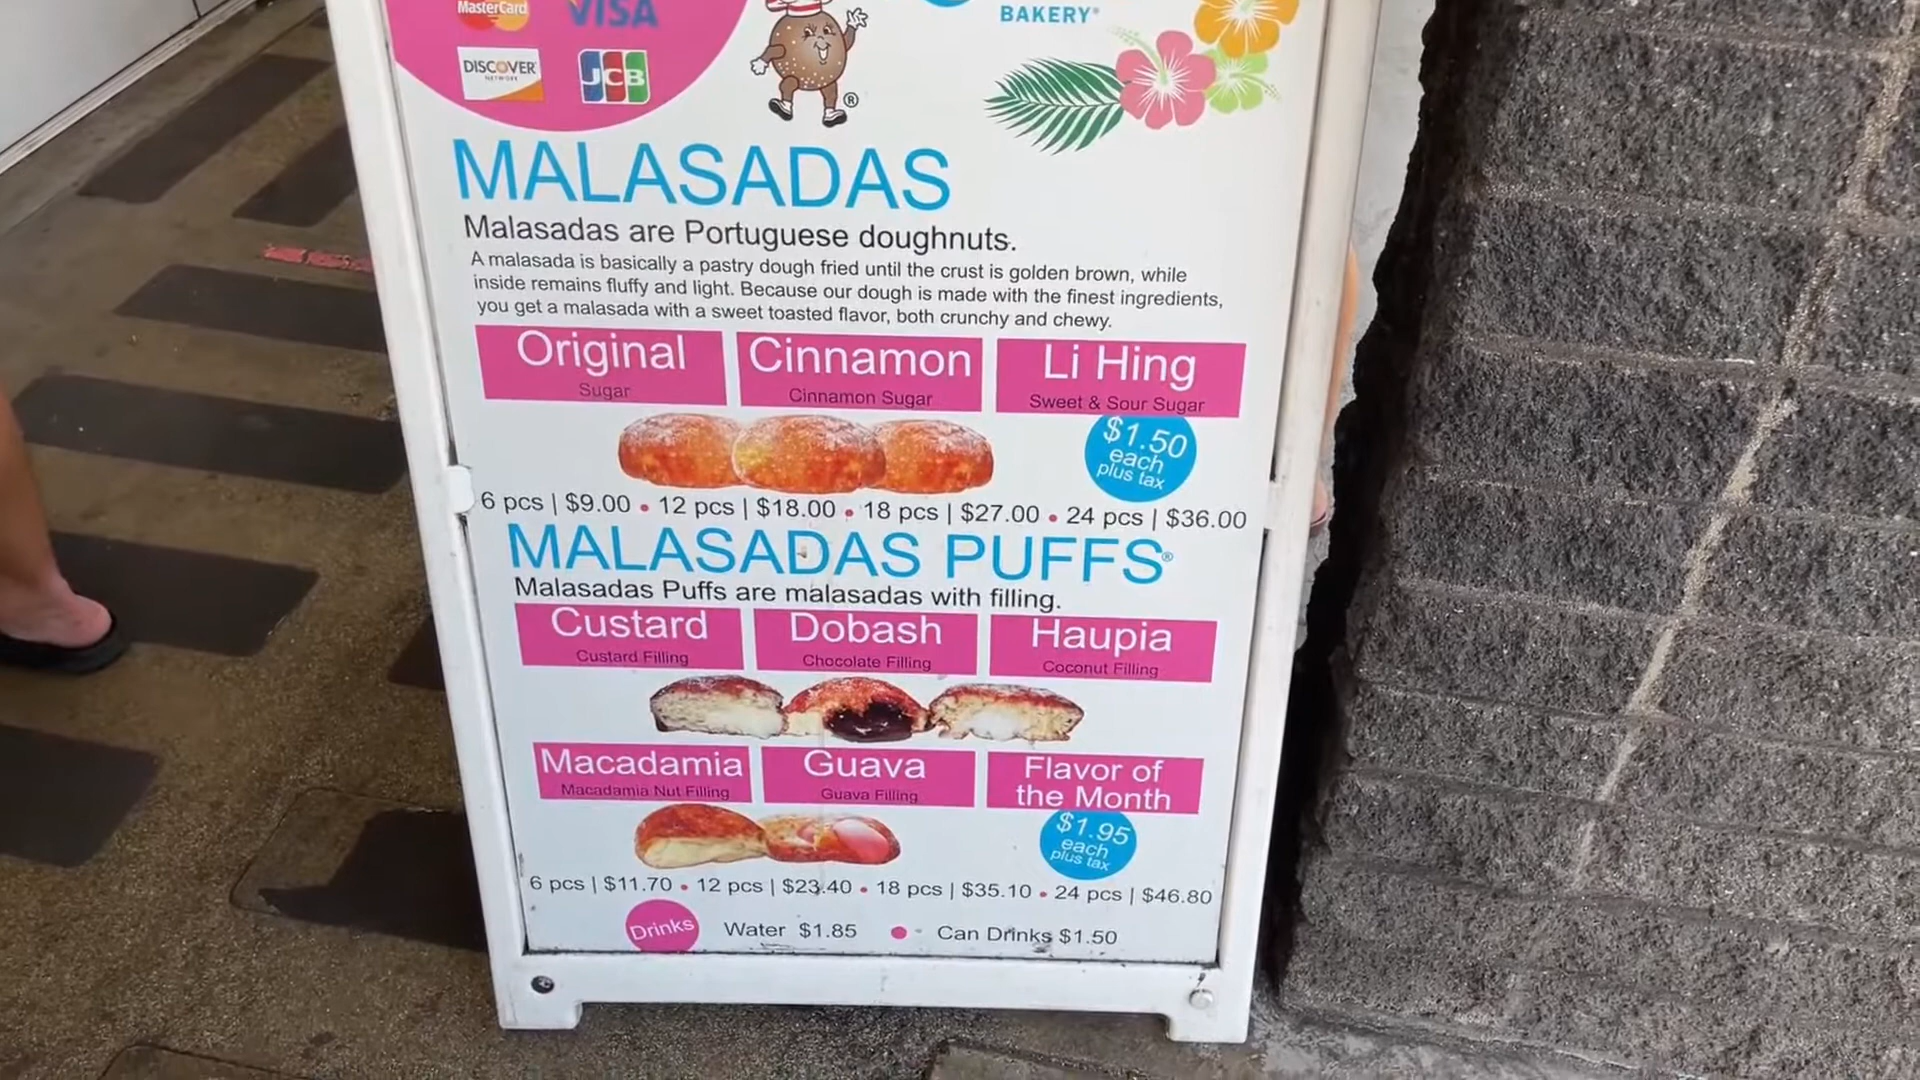 MasterCard VISA
BAKERY®
DISCOVER JCB
NETWORK
®
MALASADAS
Malasadas are Portuguese doughnuts.
A malasada is basically a pastry dough fried until the crust is golden brown, while
inside remains fluffy and light. Because our dough is made with the finest ingredients,
you get a malasada with a sweet toasted flavor, both crunchy and chewy.
Original
Sugar
Cinnamon
Cinnamon Sugar
Li Hing
Sweet & Sour Sugar
$1.50
each
plus tax
6 pcs | $9.00 • 12 pcs | $18.00 • 18 pcs | $27.00 • 24 pcs | $36.00
MALASADAS PUFFS®
Malasadas Puffs are malasadas with filling.
Custard
Custard Filling
Dobash
Chocolate Filling
Haupia
Coconut Filling
Macadamia
Macadamia Nut Filling
Guava
Guava Filling
Flavor of
the Month
$1.95
each
plus tax
6 pcs | $11.70 • 12 pcs | $23.40 • 18 pcs | $35.10 • 24 pcs | $46.80
Drinks Water $1.85 • Can Drinks $1.50